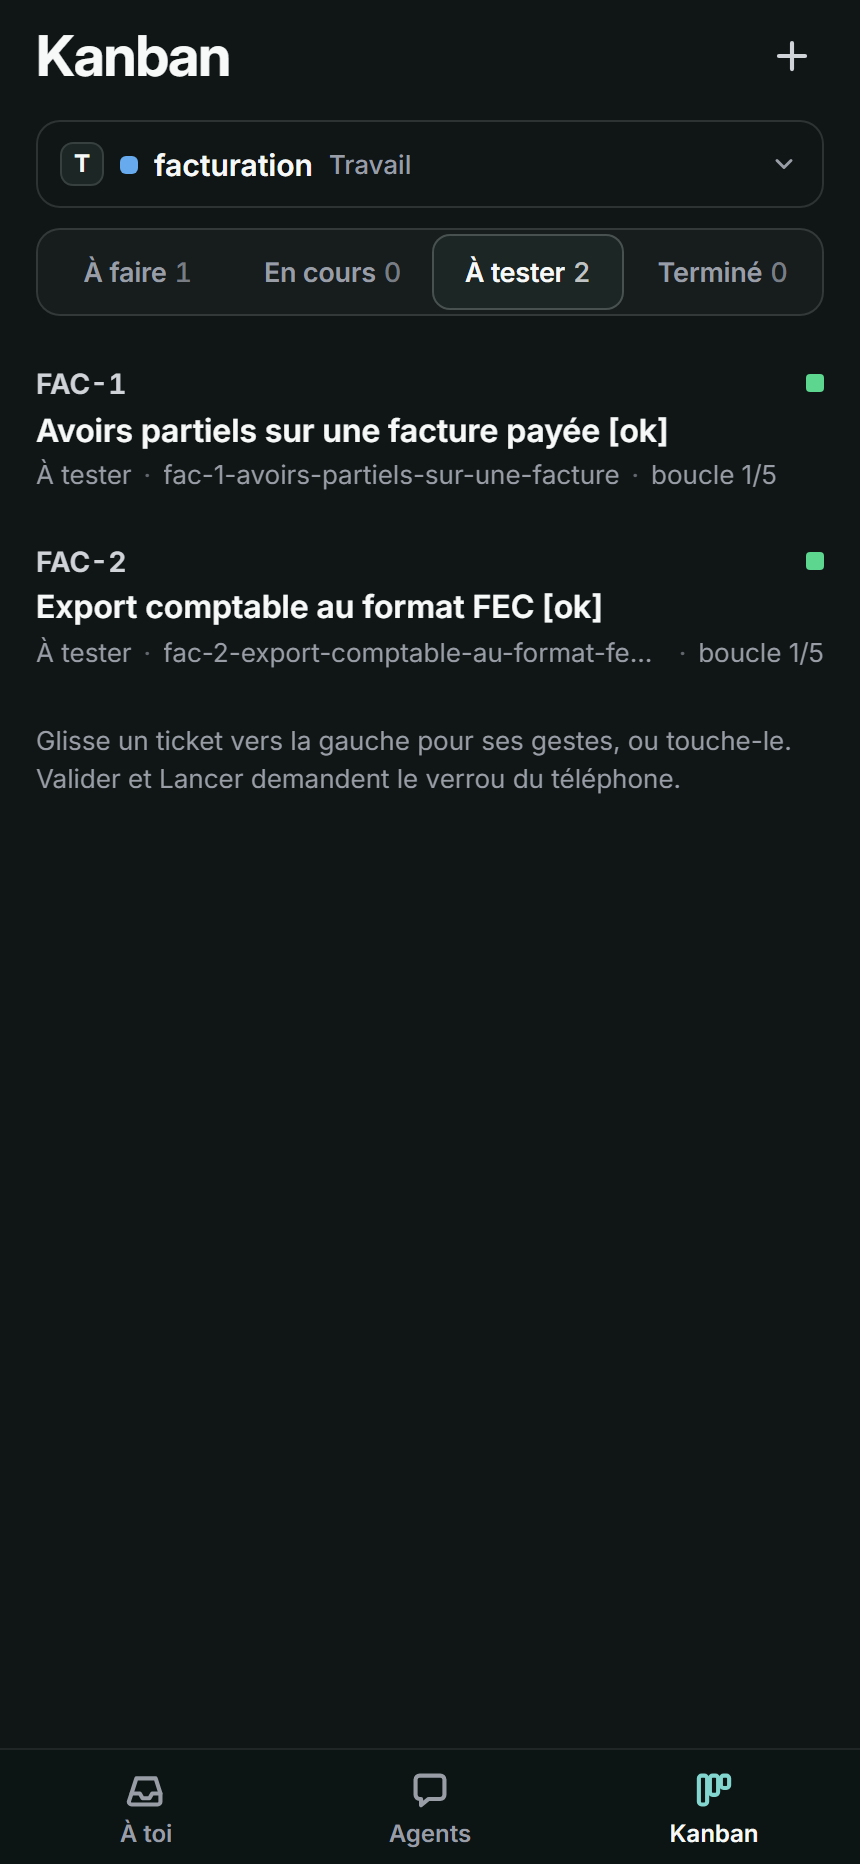 Kanban
T facturation Travail
À faire 1 En cours 0 À tester 2 Terminé 0
FAC-1
Avoirs partiels sur une facture payée [ok]
À tester · fac-1-avoirs-partiels-sur-une-facture · boucle 1/5
FAC-2
Export comptable au format FEC [ok]
À tester · fac-2-export-comptable-au-format-fe... · boucle 1/5
Glisse un ticket vers la gauche pour ses gestes, ou touche-le.
Valider et Lancer demandent le verrou du téléphone.
À toi Agents Kanban